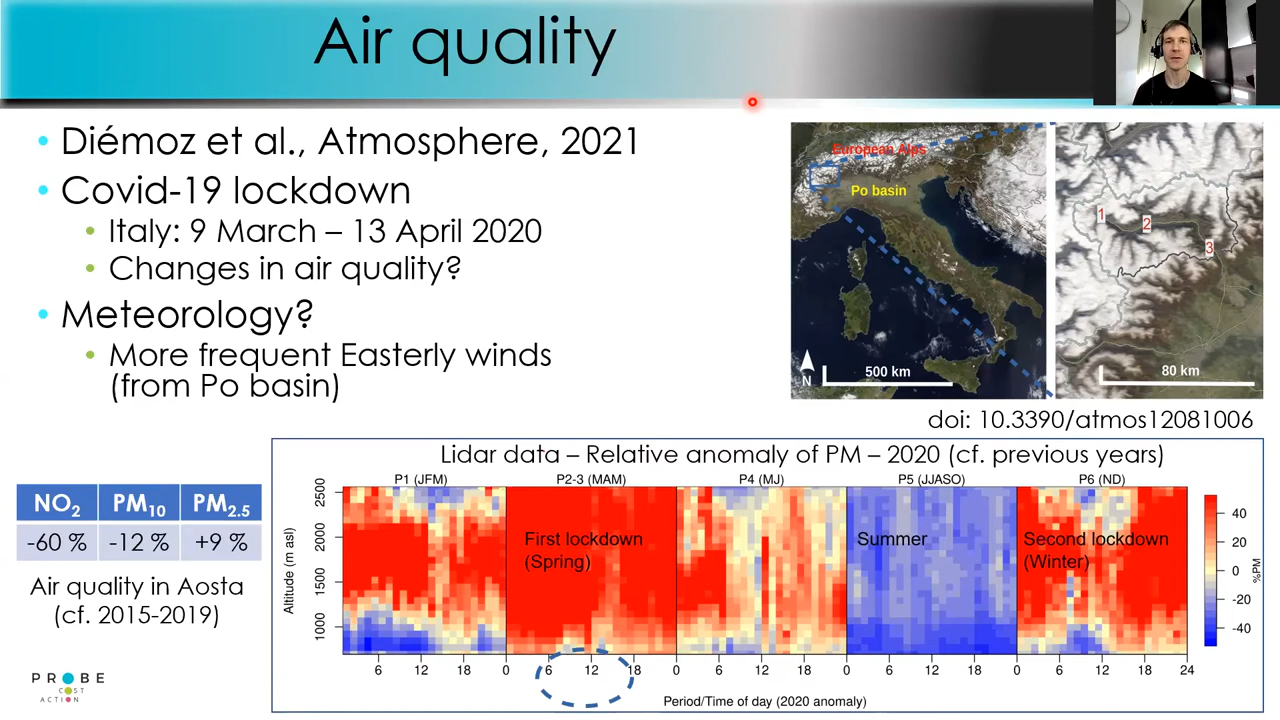 Air quality
• Diémoz et al., Atmosphere, 2021
• Covid-19 lockdown
• Italy: 9 March – 13 April 2020
• Changes in air quality?
• Meteorology?
• More frequent Easterly winds
(from Po basin)
European Alps
Po basin
N
500 km
1
2
3
80 km
doi: 10.3390/atmos12081006
NO2 PM10 PM2.5
-60 % -12 % +9 %
Air quality in Aosta
(cf. 2015-2019)
PROBE
COST
ACTION
Lidar data – Relative anomaly of PM – 2020 (cf. previous years)
P1 (JFM) P2-3 (MAM) P4 (MJ) P5 (JJASO) P6 (ND)
Altitude (m asl)
2500
2000
1500
1000
First lockdown
(Spring)
Summer
Second lockdown
(Winter)
40
20
0
-20
-40
%PM
6 12 18 0 6 12 18 0 6 12 18 0 6 12 18 0 6 12 18 24
Period/Time of day (2020 anomaly)